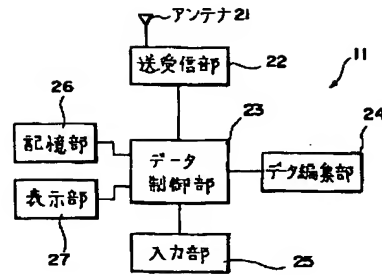 アンテナ21
送受信部
22
11
26
23
24
記憶部
データ
制御部
データ編集部
表示部
27
入力部
25